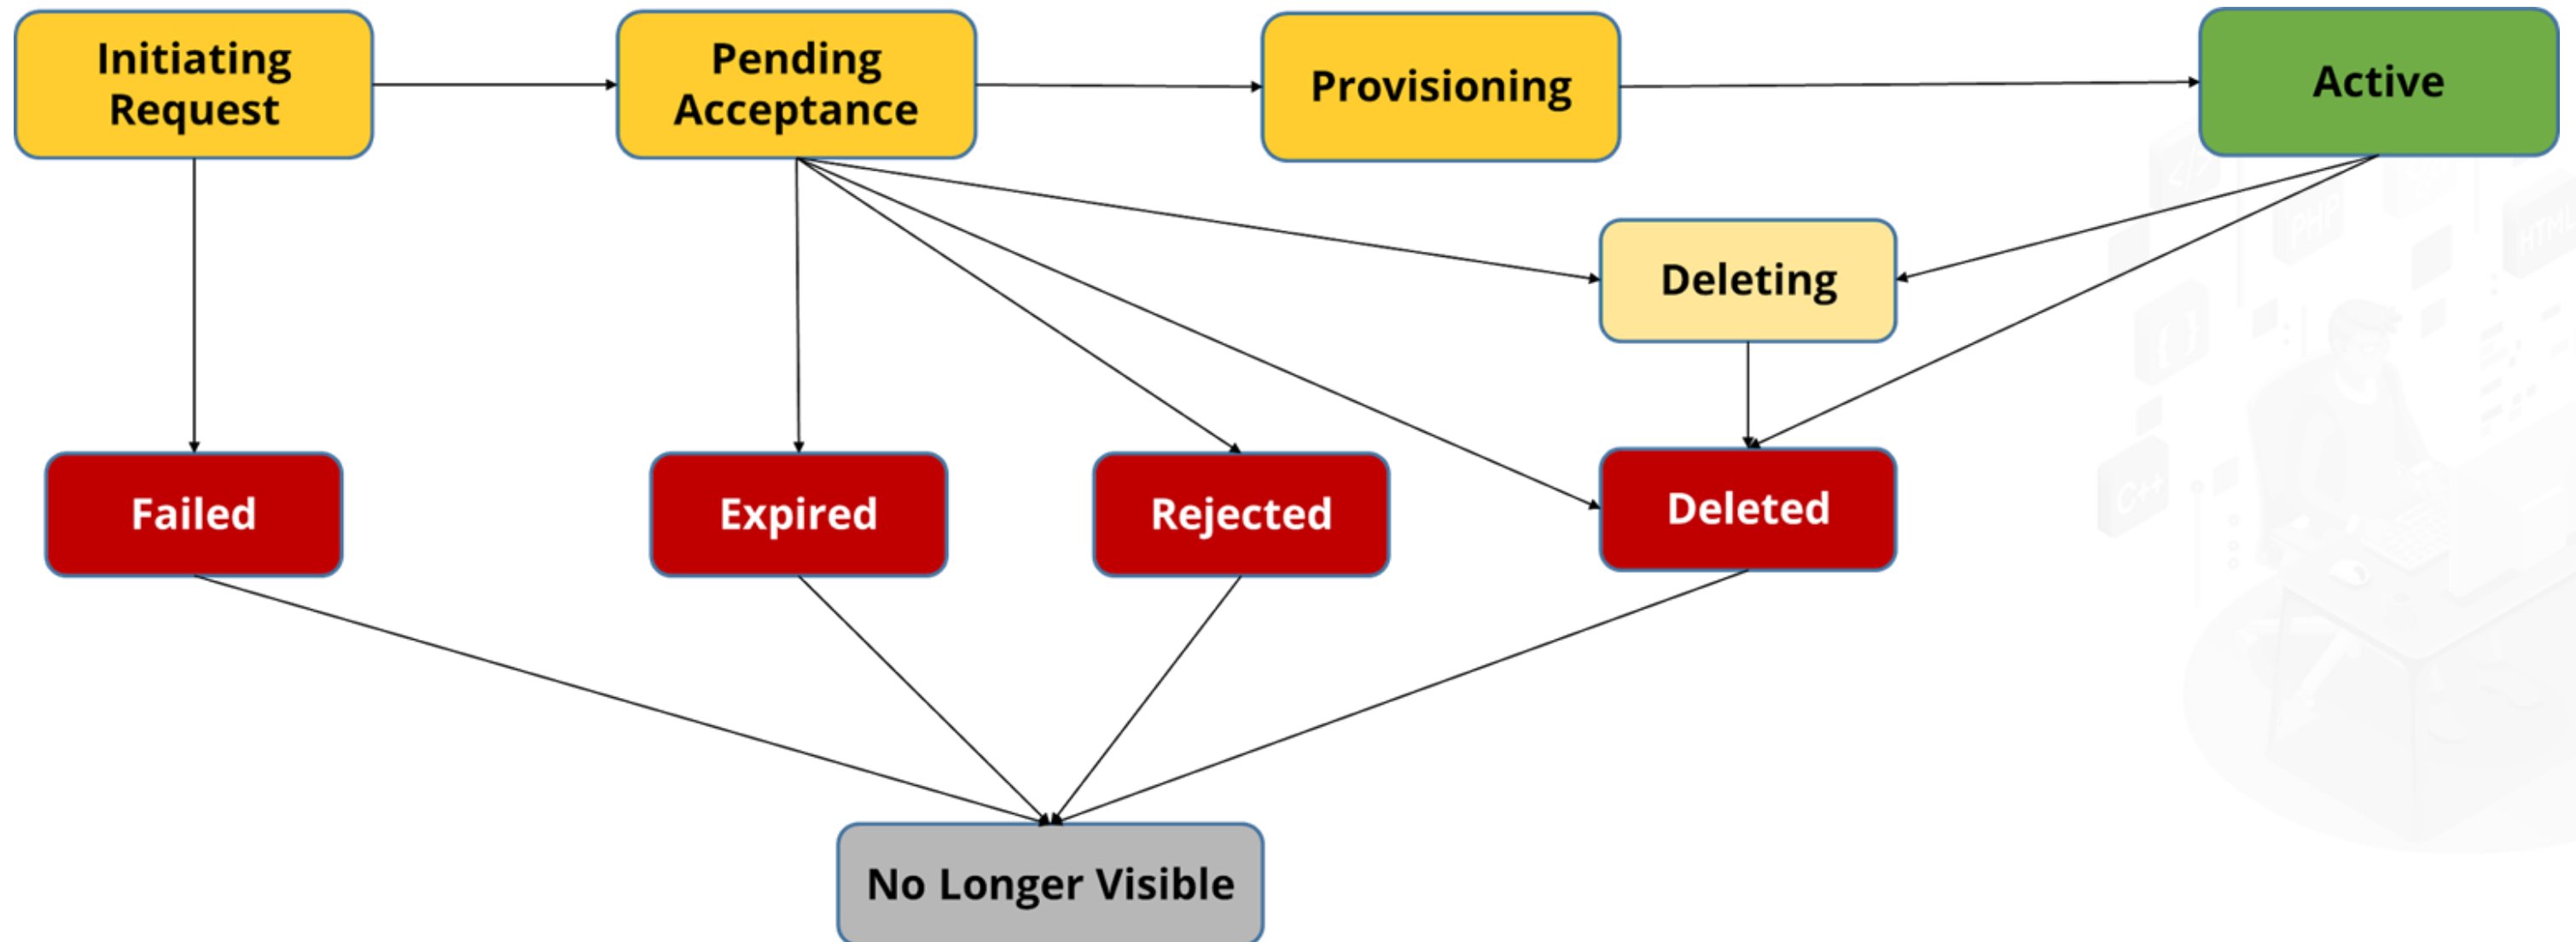 Initiating
Request
Pending
Acceptance
Provisioning
Active
Deleting
Failed
Expired
Rejected
Deleted
No Longer Visible